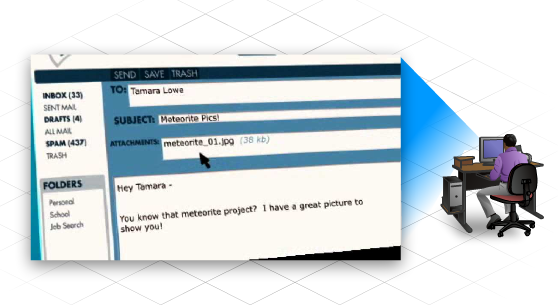 SEND SAVE TRASH
TO: Tamara Lowe
SUBJECT: Meteorite Pics!
ATTACHMENTS: meteorite_01.jpg (38 kb)
INBOX (33)
SENT MAIL
DRAFTS (4)
ALL MAIL
SPAM (437)
TRASH
FOLDERS
Personal
School
Job Search
Hey Tamara -
You know that meteorite project? I have a great picture to
show you!